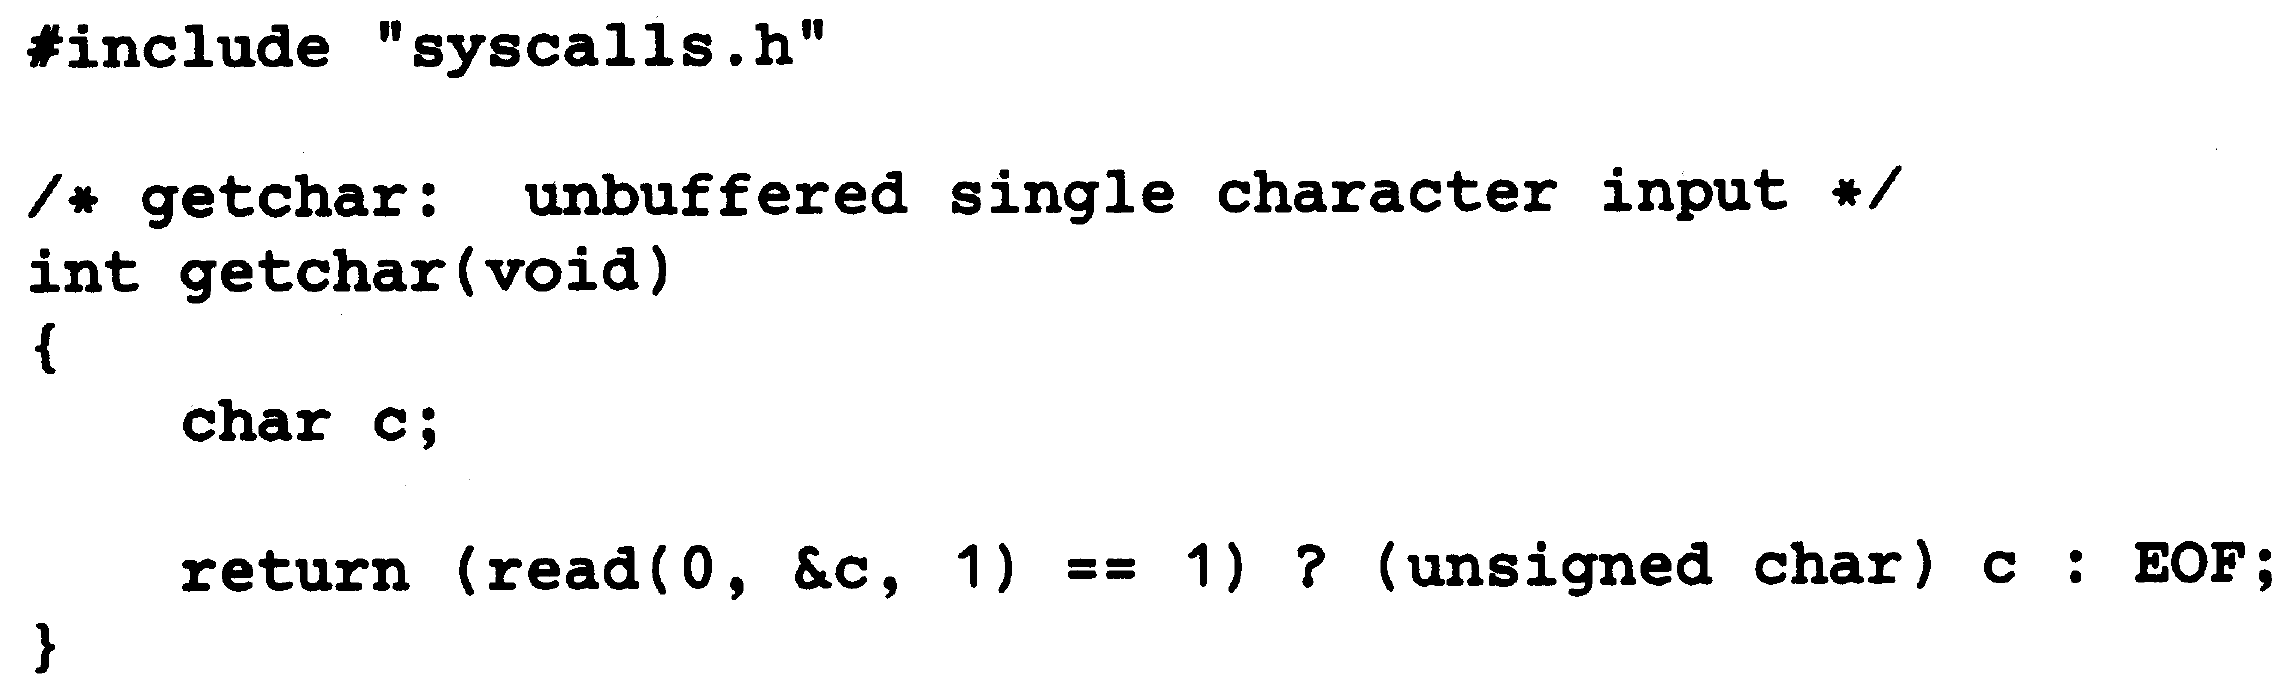 #include "syscalls.h"
/* getchar:  unbuffered single character input */
int getchar(void)
{
    char c;
    return (read(0, &c, 1) == 1) ? (unsigned char) c : EOF;
}